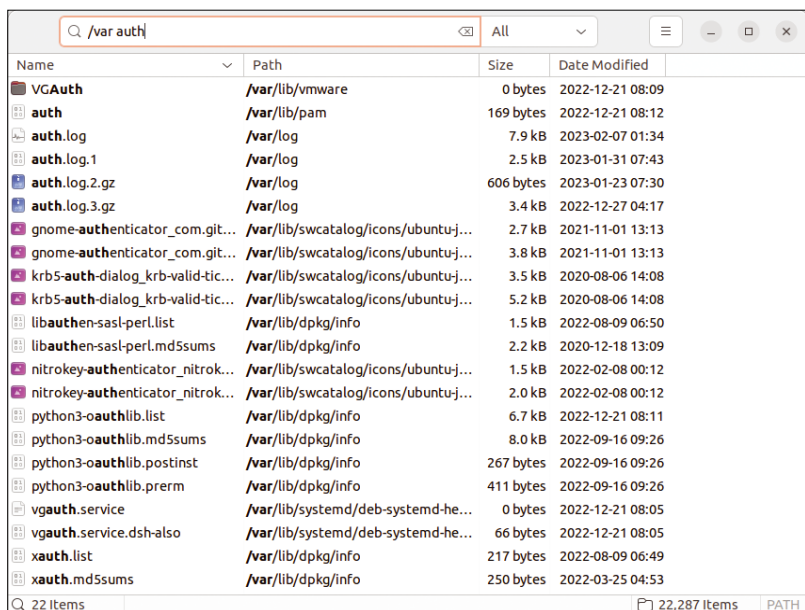 /var auth All
Name Path Size Date Modified
VGAuth /var/lib/vmware 0 bytes 2022-12-21 08:09
auth /var/lib/pam 169 bytes 2022-12-21 08:12
auth.log /var/log 7.9 kB 2023-02-07 01:34
auth.log.1 /var/log 2.5 kB 2023-01-31 07:43
auth.log.2.gz /var/log 606 bytes 2023-01-23 07:30
auth.log.3.gz /var/log 3.4 kB 2022-12-27 04:17
gnome-authenticator_com.git... /var/lib/swcatalog/icons/ubuntu-j... 2.7 kB 2021-11-01 13:13
gnome-authenticator_com.git... /var/lib/swcatalog/icons/ubuntu-j... 3.8 kB 2021-11-01 13:13
krb5-auth-dialog_krb-valid-tic... /var/lib/swcatalog/icons/ubuntu-j... 3.5 kB 2020-08-06 14:08
krb5-auth-dialog_krb-valid-tic... /var/lib/swcatalog/icons/ubuntu-j... 5.2 kB 2020-08-06 14:08
libauthen-sasl-perl.list /var/lib/dpkg/info 1.5 kB 2022-08-09 06:50
libauthen-sasl-perl.md5sums /var/lib/dpkg/info 2.2 kB 2020-12-18 13:09
nitrokey-authenticator_nitrok... /var/lib/swcatalog/icons/ubuntu-j... 1.5 kB 2022-02-08 00:12
nitrokey-authenticator_nitrok... /var/lib/swcatalog/icons/ubuntu-j... 2.0 kB 2022-02-08 00:12
python3-oauthlib.list /var/lib/dpkg/info 6.7 kB 2022-12-21 08:11
python3-oauthlib.md5sums /var/lib/dpkg/info 8.0 kB 2022-09-16 09:26
python3-oauthlib.postinst /var/lib/dpkg/info 267 bytes 2022-09-16 09:26
python3-oauthlib.prerm /var/lib/dpkg/info 411 bytes 2022-09-16 09:26
vgauth.service /var/lib/systemd/deb-systemd-he... 0 bytes 2022-12-21 08:05
vgauth.service.dsh-also /var/lib/systemd/deb-systemd-he... 66 bytes 2022-12-21 08:05
xauth.list /var/lib/dpkg/info 217 bytes 2022-08-09 06:49
xauth.md5sums /var/lib/dpkg/info 250 bytes 2022-03-25 04:53
22 Items 22,287 Items PATH